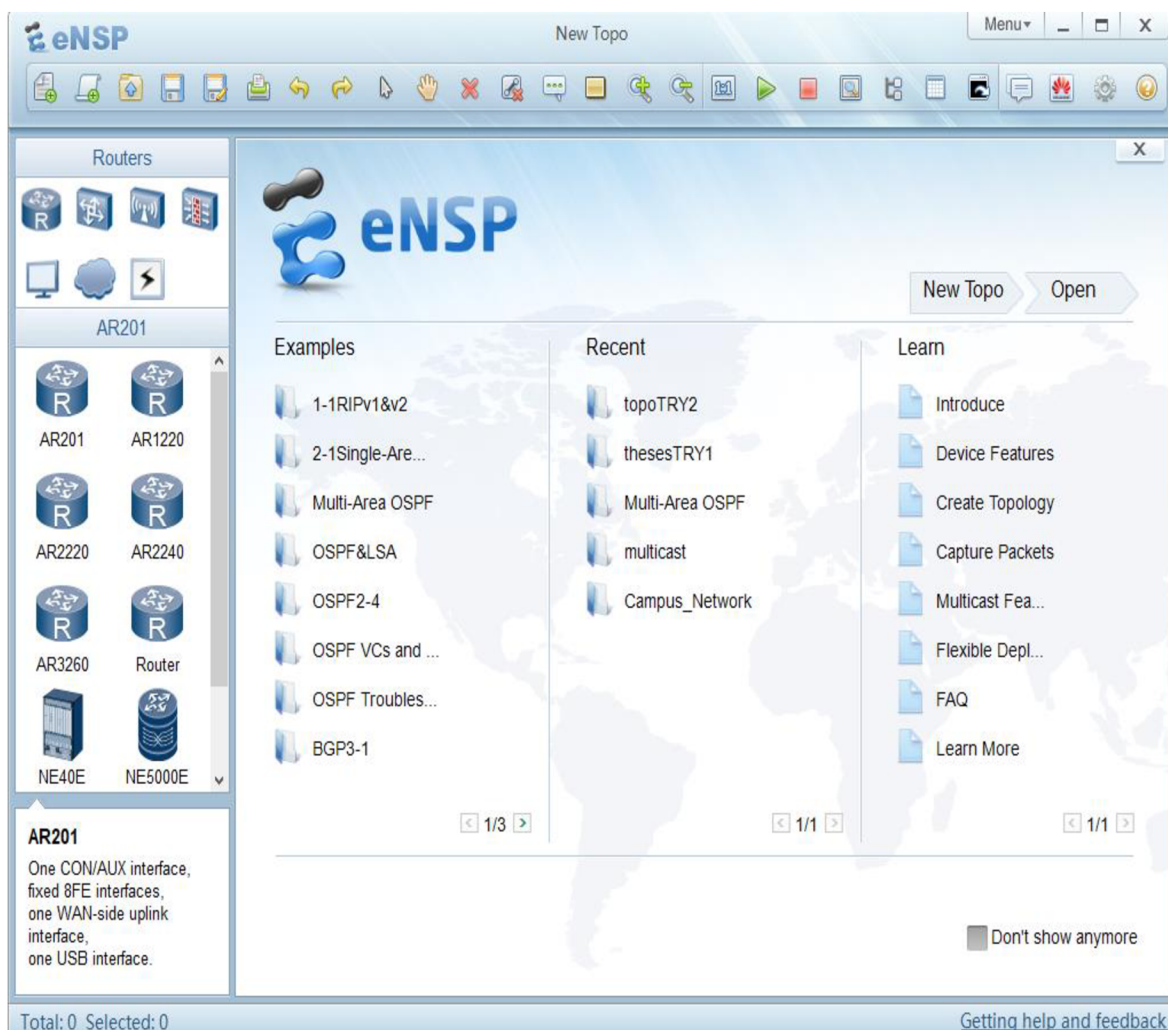 eNSP
New Topo
Menu
X
1:1
Routers
R
AR201
R R
AR201 AR1220
R R
AR2220 AR2240
R R
AR3260 Router
NE40E NE5000E
AR201
One CON/AUX interface,
fixed 8FE interfaces,
one WAN-side uplink
interface,
one USB interface.
X
eNSP
New Topo Open
Examples
1-1RIPv1&v2
2-1Single-Are...
Multi-Area OSPF
OSPF&LSA
OSPF2-4
OSPF VCs and ...
OSPF Troubles...
BGP3-1
< 1/3 >
Recent
topoTRY2
thesesTRY1
Multi-Area OSPF
multicast
Campus_Network
< 1/1 >
Learn
Introduce
Device Features
Create Topology
Capture Packets
Multicast Fea...
Flexible Depl...
FAQ
Learn More
< 1/1 >
Don't show anymore
Total: 0 Selected: 0
Getting help and feedback